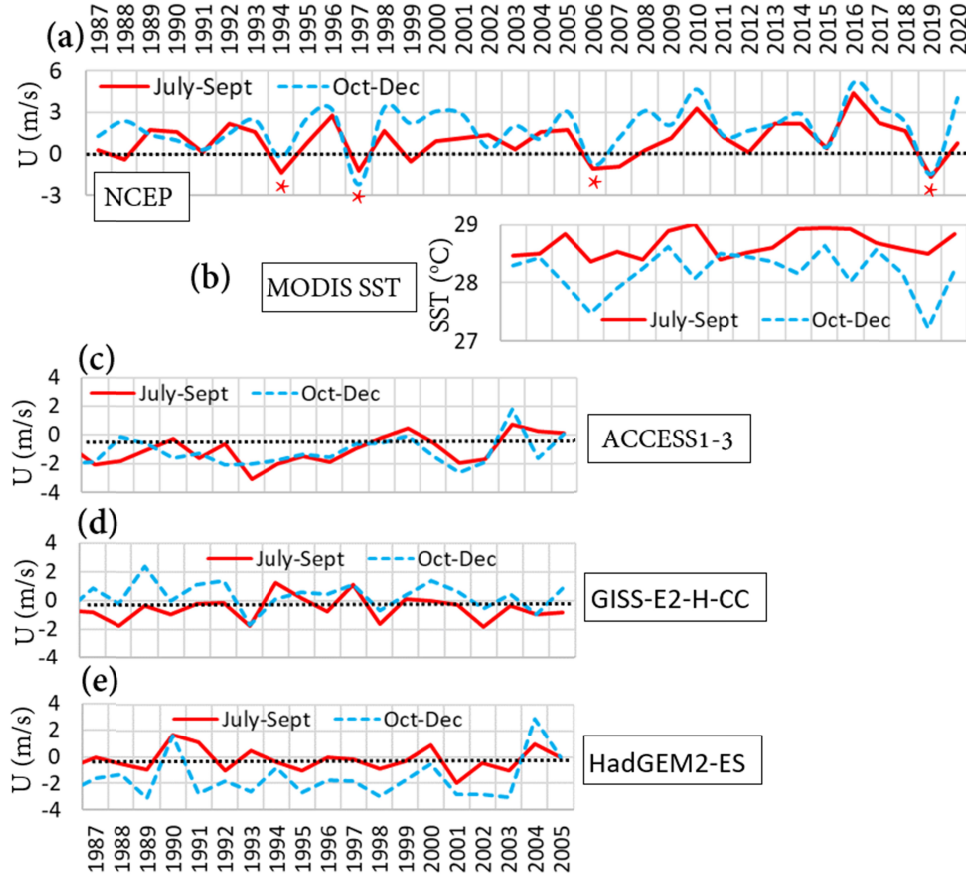 (a)
1987 1988 1989 1990 1991 1992 1993 1994 1995 1996 1997 1998 1999 2000 2001 2002 2003 2004 2005 2006 2007 2008 2009 2010 2011 2012 2013 2014 2015 2016 2017 2018 2019 2020
U (m/s)
6
3
0
-3
July-Sept Oct-Dec
NCEP
(b)
MODIS SST
SST (°C)
29
28
27
July-Sept Oct-Dec
(c)
U (m/s)
4
2
0
-2
-4
July-Sept Oct-Dec
ACCESS1-3
(d)
U (m/s)
4
2
0
-2
-4
July-Sept Oct-Dec
GISS-E2-H-CC
(e)
U (m/s)
4
2
0
-2
-4
July-Sept Oct-Dec
HadGEM2-ES
1987 1988 1989 1990 1991 1992 1993 1994 1995 1996 1997 1998 1999 2000 2001 2002 2003 2004 2005